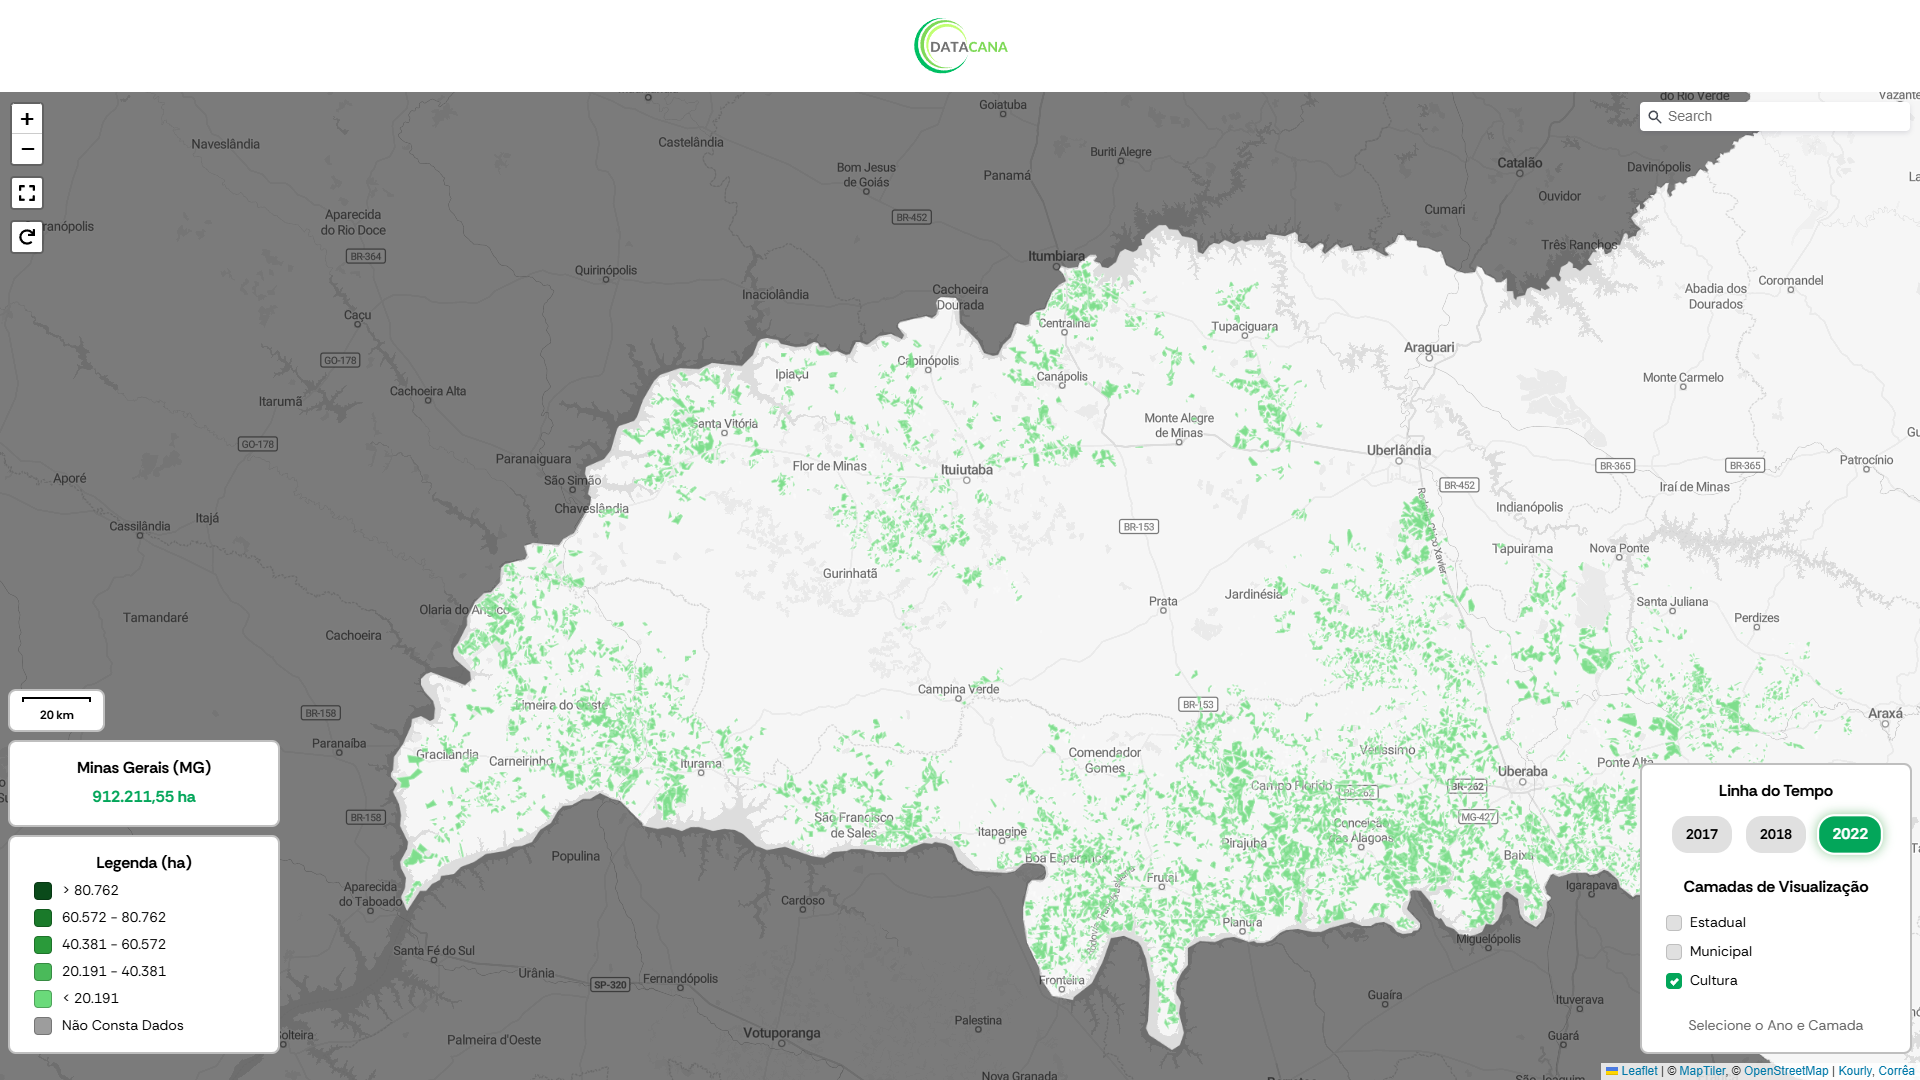 DATACANA
+
−
Search
do Rio Verde
Vazante
Goiatuba
Naveslândia
Castelândia
Buriti Alegre
Catalão
Davinópolis
Bom Jesus
de Goiás
Panamá
Ouvidor
Cumari
BR-452
Aparecida
do Rio Doce
BR-364
Três Ranchos
Itumbiara
Quirinópolis
Coromandel
Abadia dos
Dourados
Inaciolândia
Cachoeira
Dourada
Caçu
Centralina
Tupaciguara
Araguari
GO-178
Capinópolis
Ipiaçu
Canápolis
Monte Carmelo
Cachoeira Alta
Itarumã
Santa Vitória
Monte Alegre
de Minas
GO-178
Uberlândia
Paranaiguara
Flor de Minas
Ituiutaba
BR-365
BR-365
Patrocínio
Aporé
São Simão
BR-452
Iraí de Minas
Chaveslândia
Indianópolis
Itajá
Cassilândia
BR-153
Tapuirama
Nova Ponte
Gurinhatã
Jardinésia
Prata
Santa Juliana
Perdizes
Olaria do Angico
Tamandaré
Cachoeira
Campina Verde
BR-153
Araxá
BR-158
Paranaíba
Gracilândia
Carneirinho
Iturama
Comendador
Gomes
Veríssimo
Uberaba
Ponte Alta
Campo Florido
BR-262
BR-262
BR-158
São Francisco
de Sales
Itapagipe
MG-427
Conceição
das Alagoas
Pirajuba
Populina
Boa Esperança
Frutal
Igarapava
Aparecida
do Taboado
Cardoso
Planura
Miguelópolis
Santa Fé do Sul
Urânia
SP-320
Fernandópolis
Fronteira
Guaíra
Ituverava
Palestina
Votuporanga
Guará
Palmeira d'Oeste
Nova Granada
20 km
Minas Gerais (MG)
912.211,55 ha
Legenda (ha)
> 80.762
60.572 - 80.762
40.381 - 60.572
20.191 - 40.381
< 20.191
Não Consta Dados
Linha do Tempo
2017 2018 2022
Camadas de Visualização
Estadual
Municipal
Cultura
Selecione o Ano e Camada
Leaflet | © MapTiler, © OpenStreetMap | Kourly, Corrêa